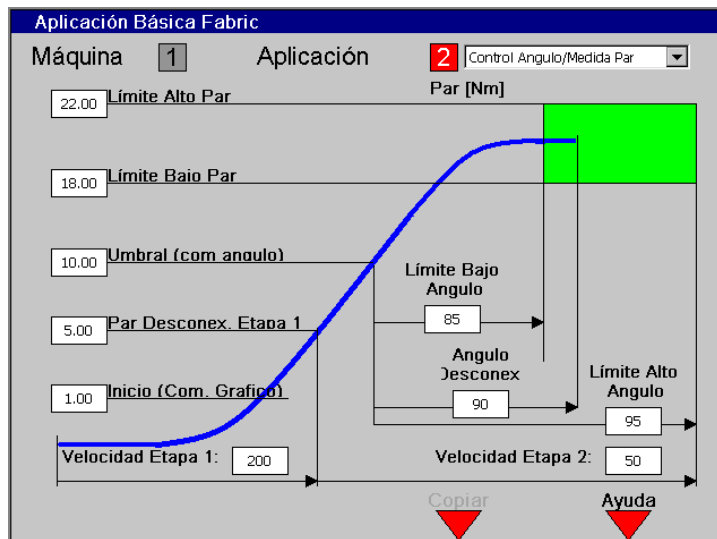 Aplicación Básica Fabric
Máquina 1 Aplicación 2 Control Angulo/Medida Par
Par [Nm]
22.00 Límite Alto Par
18.00 Límite Bajo Par
10.00 Umbral (com angulo)
Límite Bajo
Angulo
85
5.00 Par Desconex. Etapa 1
Angulo
Desconex
90
Límite Alto
Angulo
95
1.00 Inicio (Com. Grafico)
Velocidad Etapa 1: 200
Velocidad Etapa 2: 50
Copiar
Ayuda